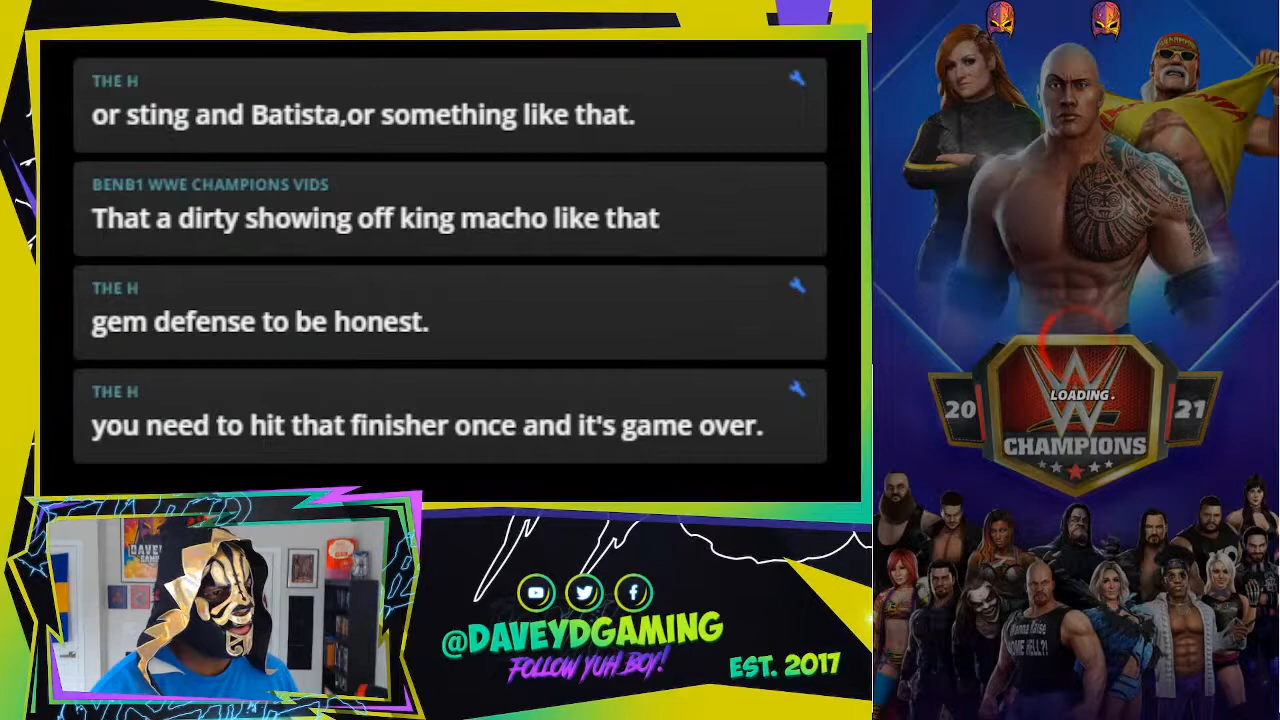 THE H
or sting and Batista,or something like that.
BENB1 WWE CHAMPIONS VIDS
That a dirty showing off king macho like that
THE H
gem defense to be honest.
THE H
you need to hit that finisher once and it's game over.
@DAVEYDGAMING
FOLLOW YUH BOY!
EST. 2017
20
21
LOADING.
CHAMPIONS